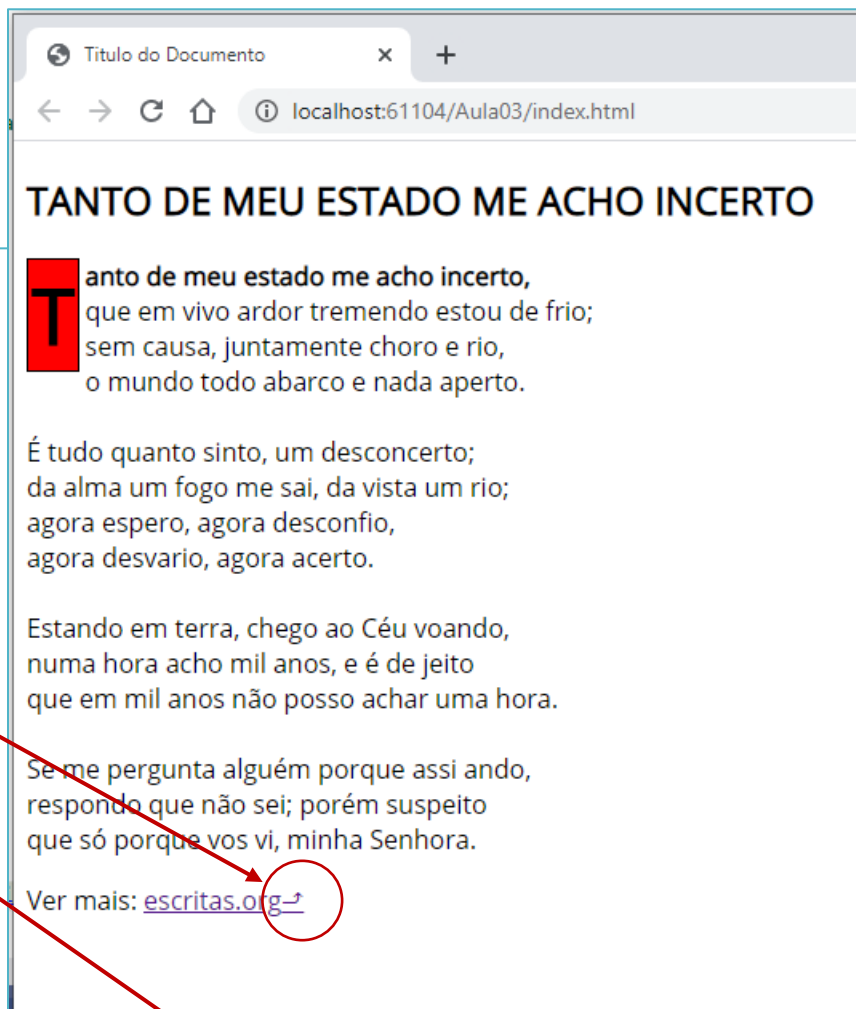 Titulo do Documento
localhost:61104/Aula03/index.html
TANTO DE MEU ESTADO ME ACHO INCERTO
Tanto de meu estado me acho incerto,
que em vivo ardor tremendo estou de frio;
sem causa, juntamente choro e rio,
o mundo todo abarco e nada aperto.
É tudo quanto sinto, um desconcerto;
da alma um fogo me sai, da vista um rio;
agora espero, agora desconfio,
agora desvario, agora acerto.
Estando em terra, chego ao Céu voando,
numa hora acho mil anos, e é de jeito
que em mil anos não posso achar uma hora.
Se me pergunta alguém porque assi ando,
respondo que não sei; porém suspeito
que só porque vos vi, minha Senhora.
Ver mais: escritas.org⮍